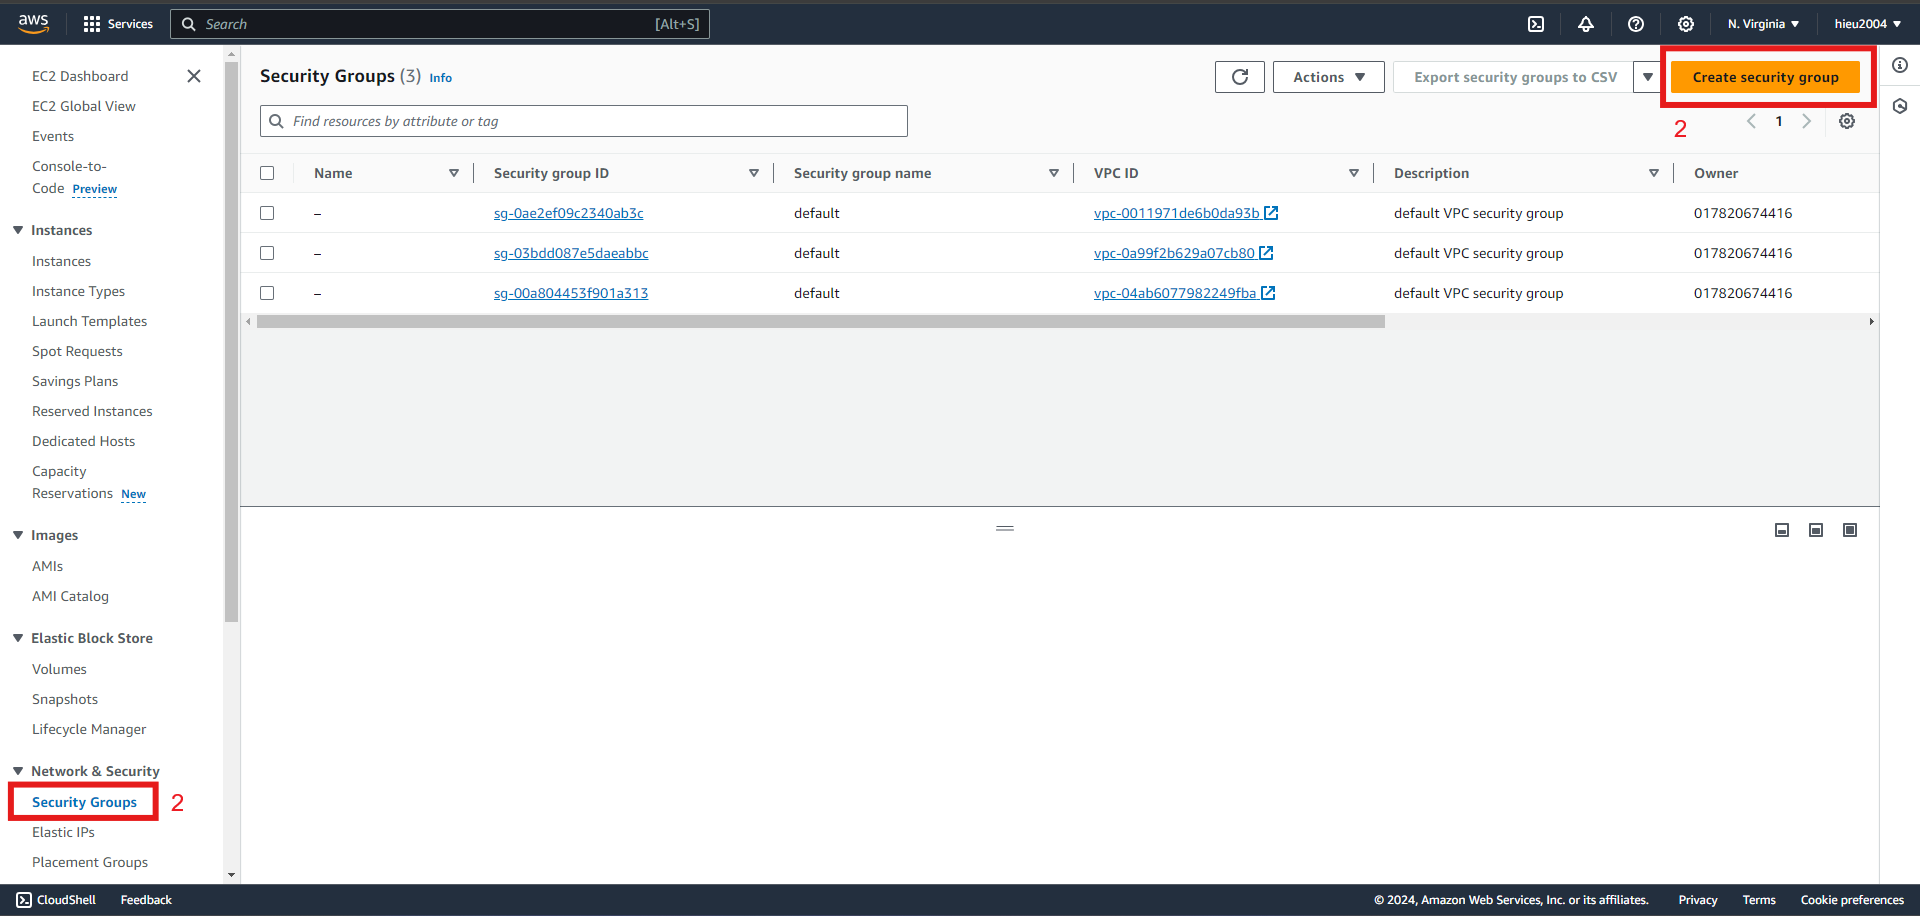 aws Services Search [Alt+S] N. Virginia hieu2004
EC2 Dashboard
EC2 Global View
Events
Console-to-
Code Preview
Instances
Instances
Instance Types
Launch Templates
Spot Requests
Savings Plans
Reserved Instances
Dedicated Hosts
Capacity
Reservations New
Images
AMIs
AMI Catalog
Elastic Block Store
Volumes
Snapshots
Lifecycle Manager
Network & Security
Security Groups 2
Elastic IPs
Placement Groups
Security Groups (3) Info Actions Export security groups to CSV Create security group
Find resources by attribute or tag 2 1
Name Security group ID Security group name VPC ID Description Owner
– sg-0ae2ef09c2340ab3c default vpc-0011971de6b0da93b default VPC security group 017820674416
– sg-03bdd087e5daeabbc default vpc-0a99f2b629a07cb80 default VPC security group 017820674416
– sg-00a804453f901a313 default vpc-04ab6077982249fba default VPC security group 017820674416
CloudShell Feedback © 2024, Amazon Web Services, Inc. or its affiliates. Privacy Terms Cookie preferences